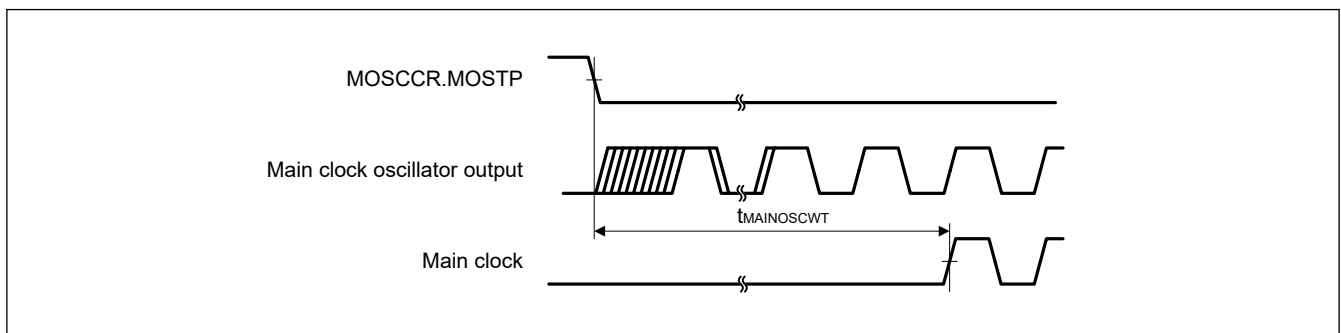 MOSCCR.MOSTP
Main clock oscillator output
tMAINOSCWT
Main clock